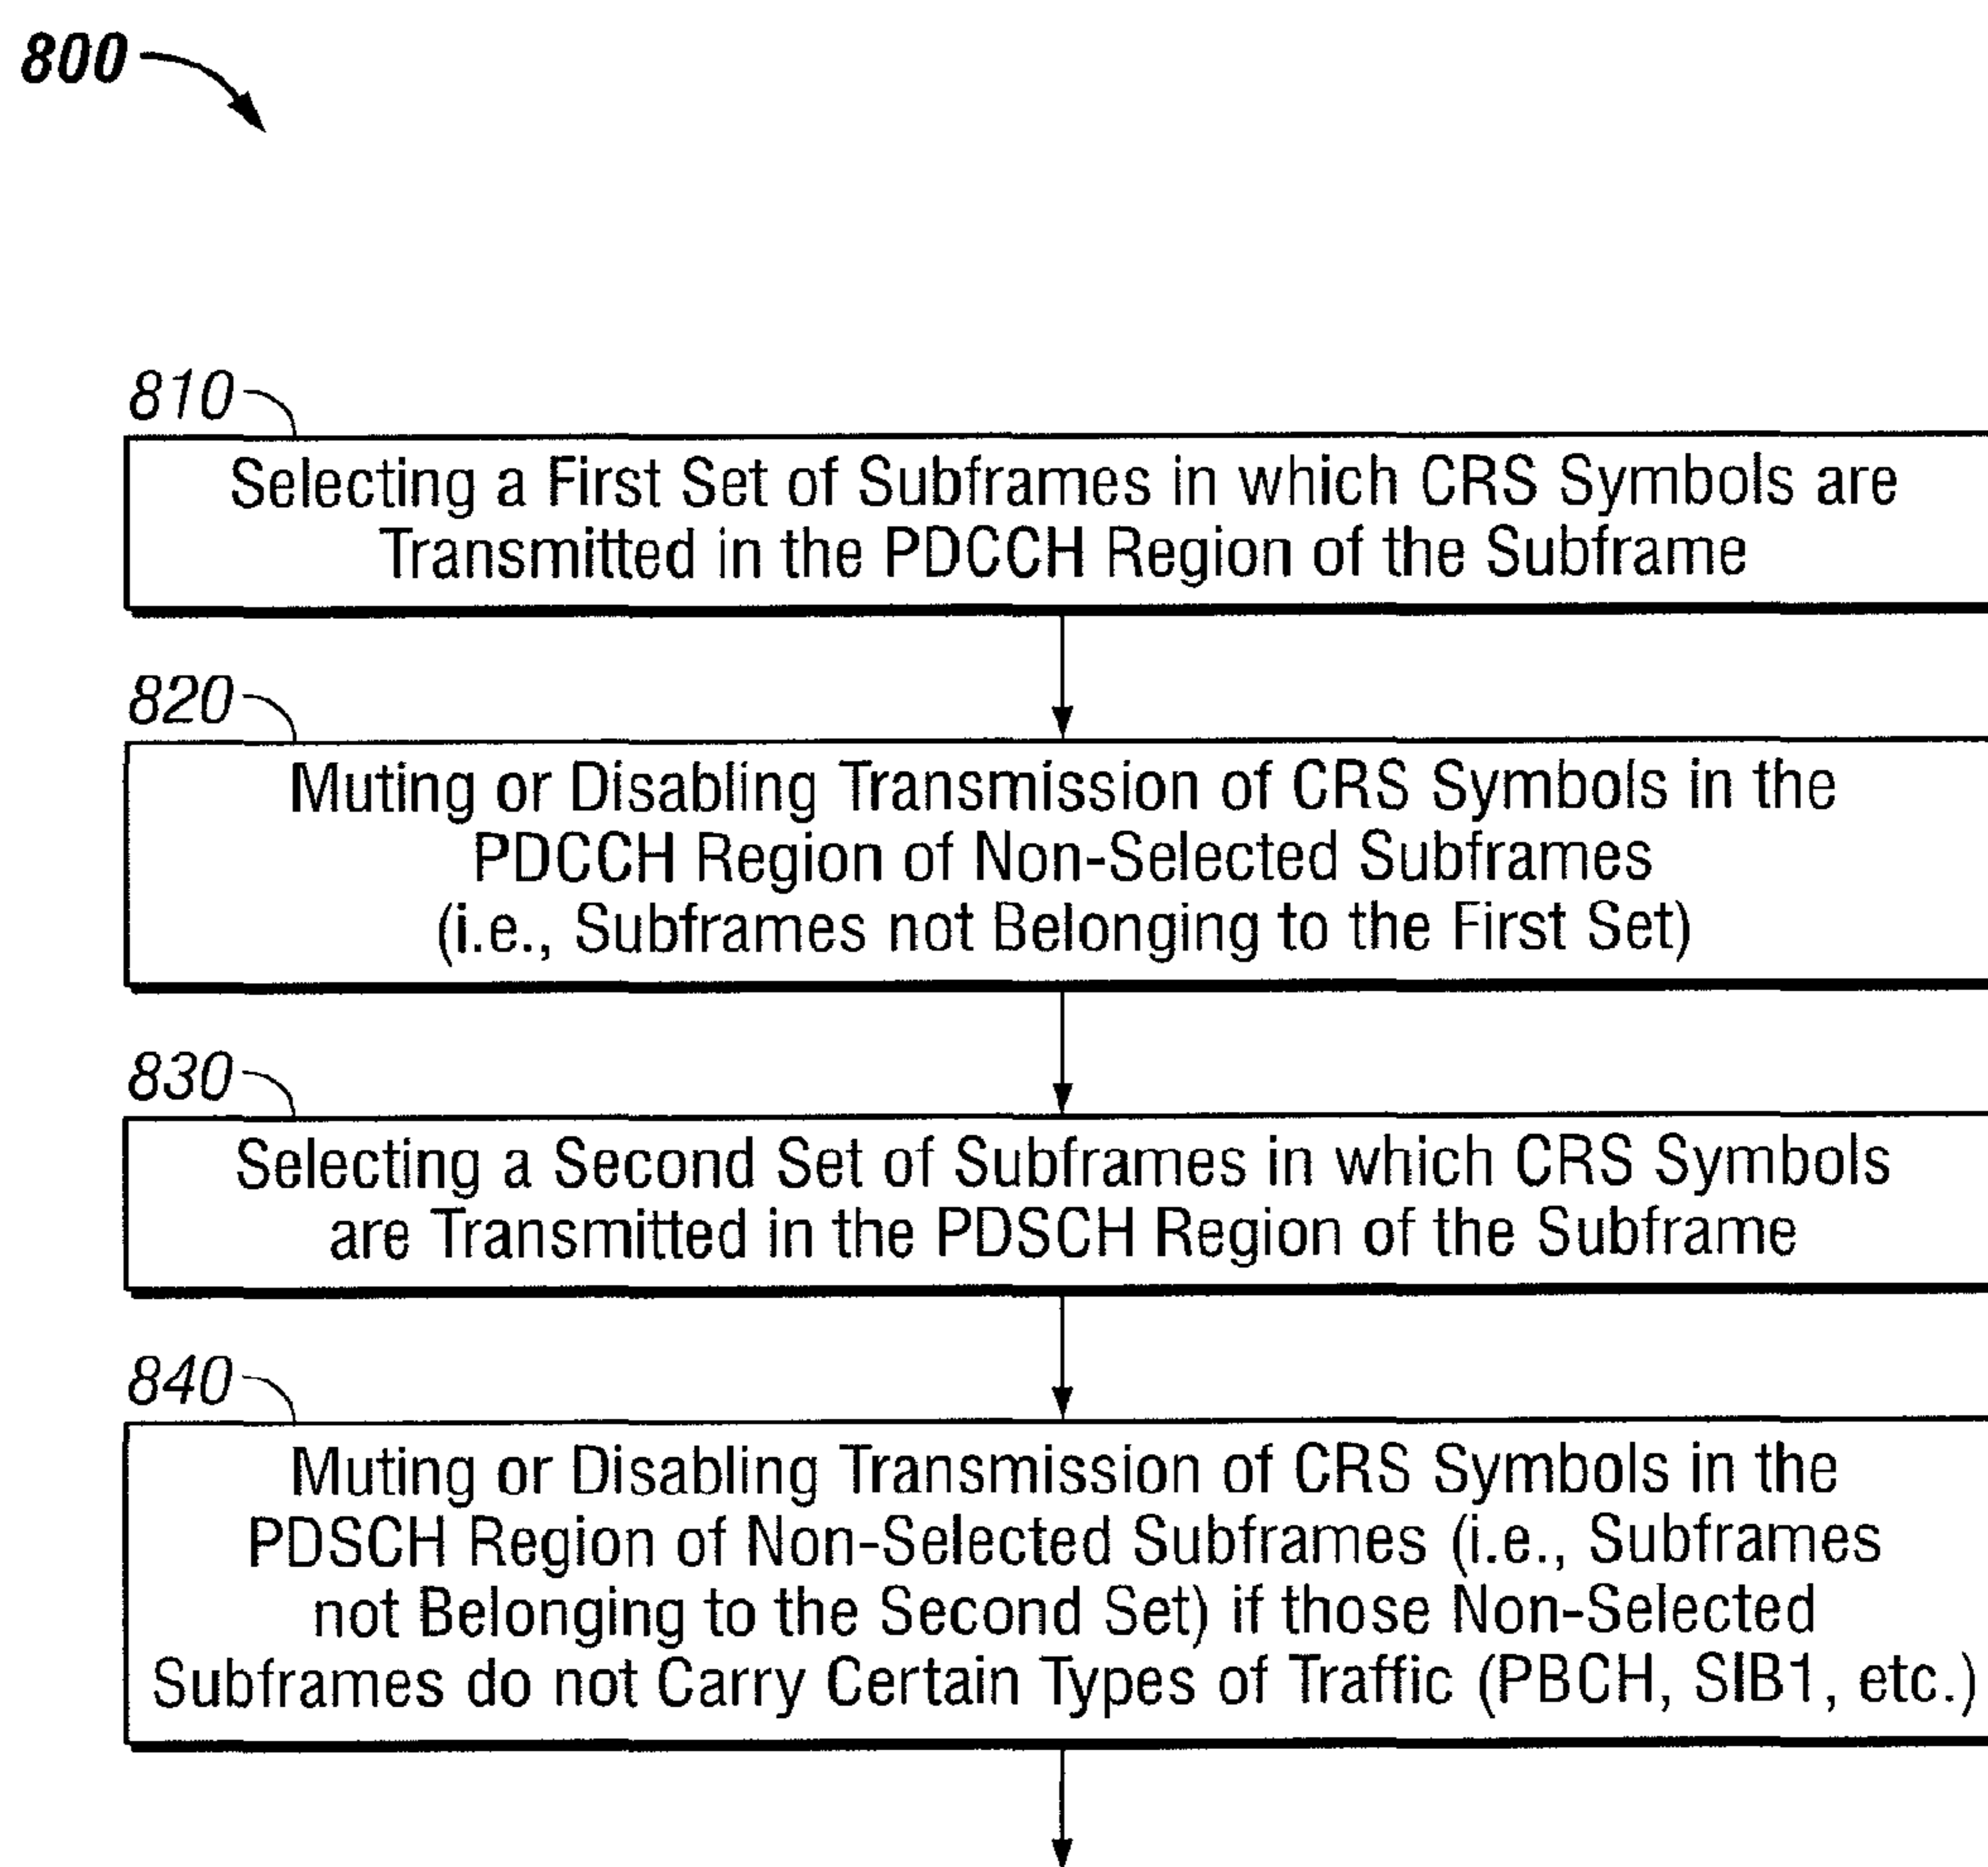 800
810
Selecting a First Set of Subframes in which CRS Symbols are
Transmitted in the PDCCH Region of the Subframe
820
Muting or Disabling Transmission of CRS Symbols in the
PDCCH Region of Non-Selected Subframes
(i.e., Subframes not Belonging to the First Set)
830
Selecting a Second Set of Subframes in which CRS Symbols
are Transmitted in the PDSCH Region of the Subframe
840
Muting or Disabling Transmission of CRS Symbols in the
PDSCH Region of Non-Selected Subframes (i.e., Subframes
not Belonging to the Second Set) if those Non-Selected
Subframes do not Carry Certain Types of Traffic (PBCH, SIB1, etc.)